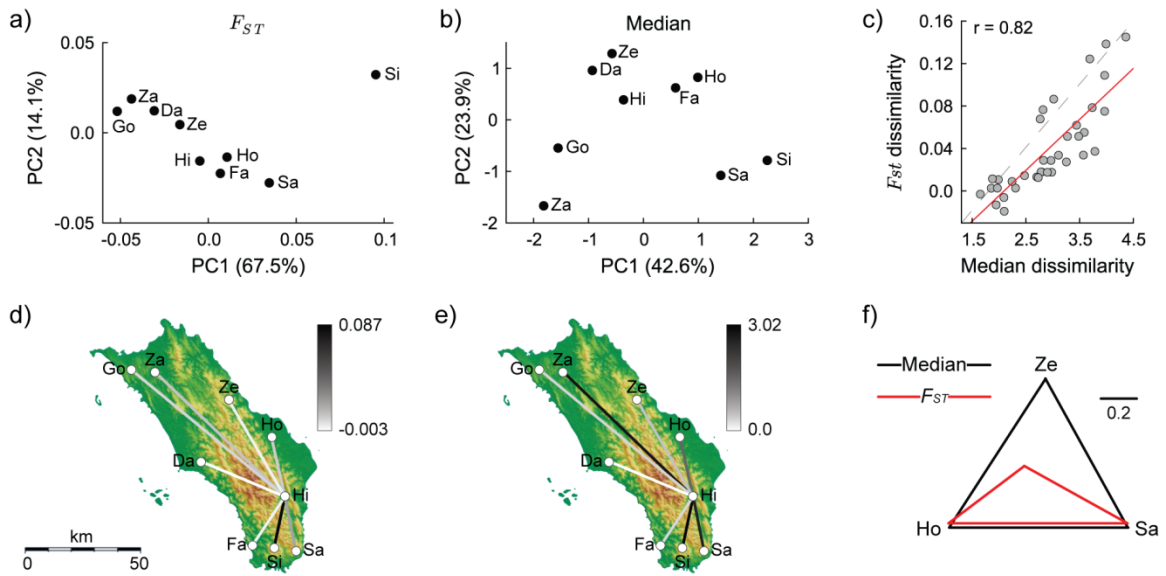 a)
F_ST
PC2 (14.1%)
0.05
0.0
-0.05
-0.05
0.0
0.05
0.1
PC1 (67.5%)
Go
Za
Da
Ze
Hi
Ho
Fa
Sa
Si
b)
Median
PC2 (23.9%)
1
0
-1
-2
-2
-1
0
1
2
3
PC1 (42.6%)
Ze
Da
Hi
Ho
Fa
Go
Za
Sa
Si
c)
r = 0.82
Fst dissimilarity
0.16
0.12
0.08
0.04
0.0
1.5
2.5
3.5
4.5
Median dissimilarity
d)
0.087
-0.003
Go
Za
Ze
Ho
Da
Hi
Fa
Si
Sa
km
0
50
e)
3.02
0.0
Go
Za
Ze
Ho
Da
Hi
Fa
Si
Sa
f)
Median
F_ST
Ze
0.2
Ho
Sa